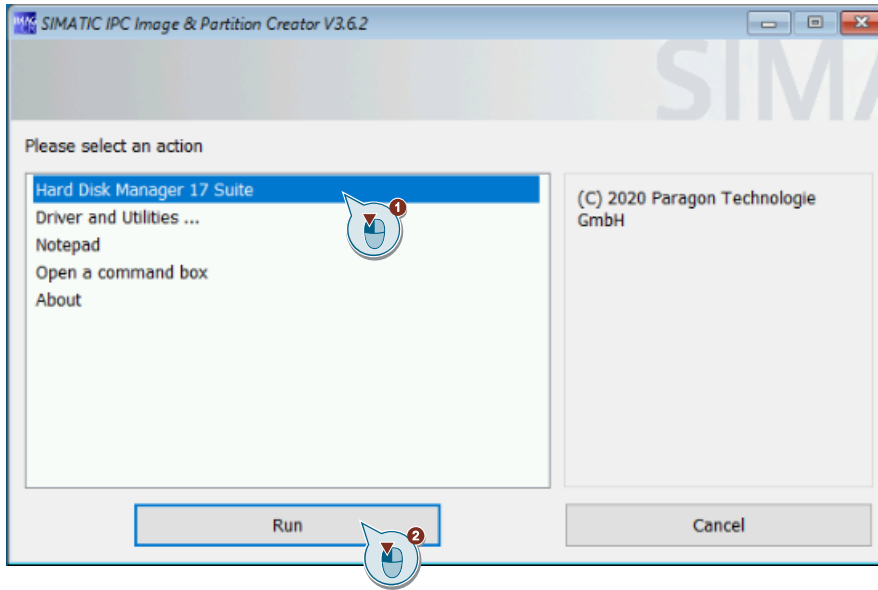 SIMATIC IPC Image & Partition Creator V3.6.2
SIMA
Please select an action
Hard Disk Manager 17 Suite
1
Driver and Utilities ...
Notepad
Open a command box
About
(C) 2020 Paragon Technologie
GmbH
Run
2
Cancel